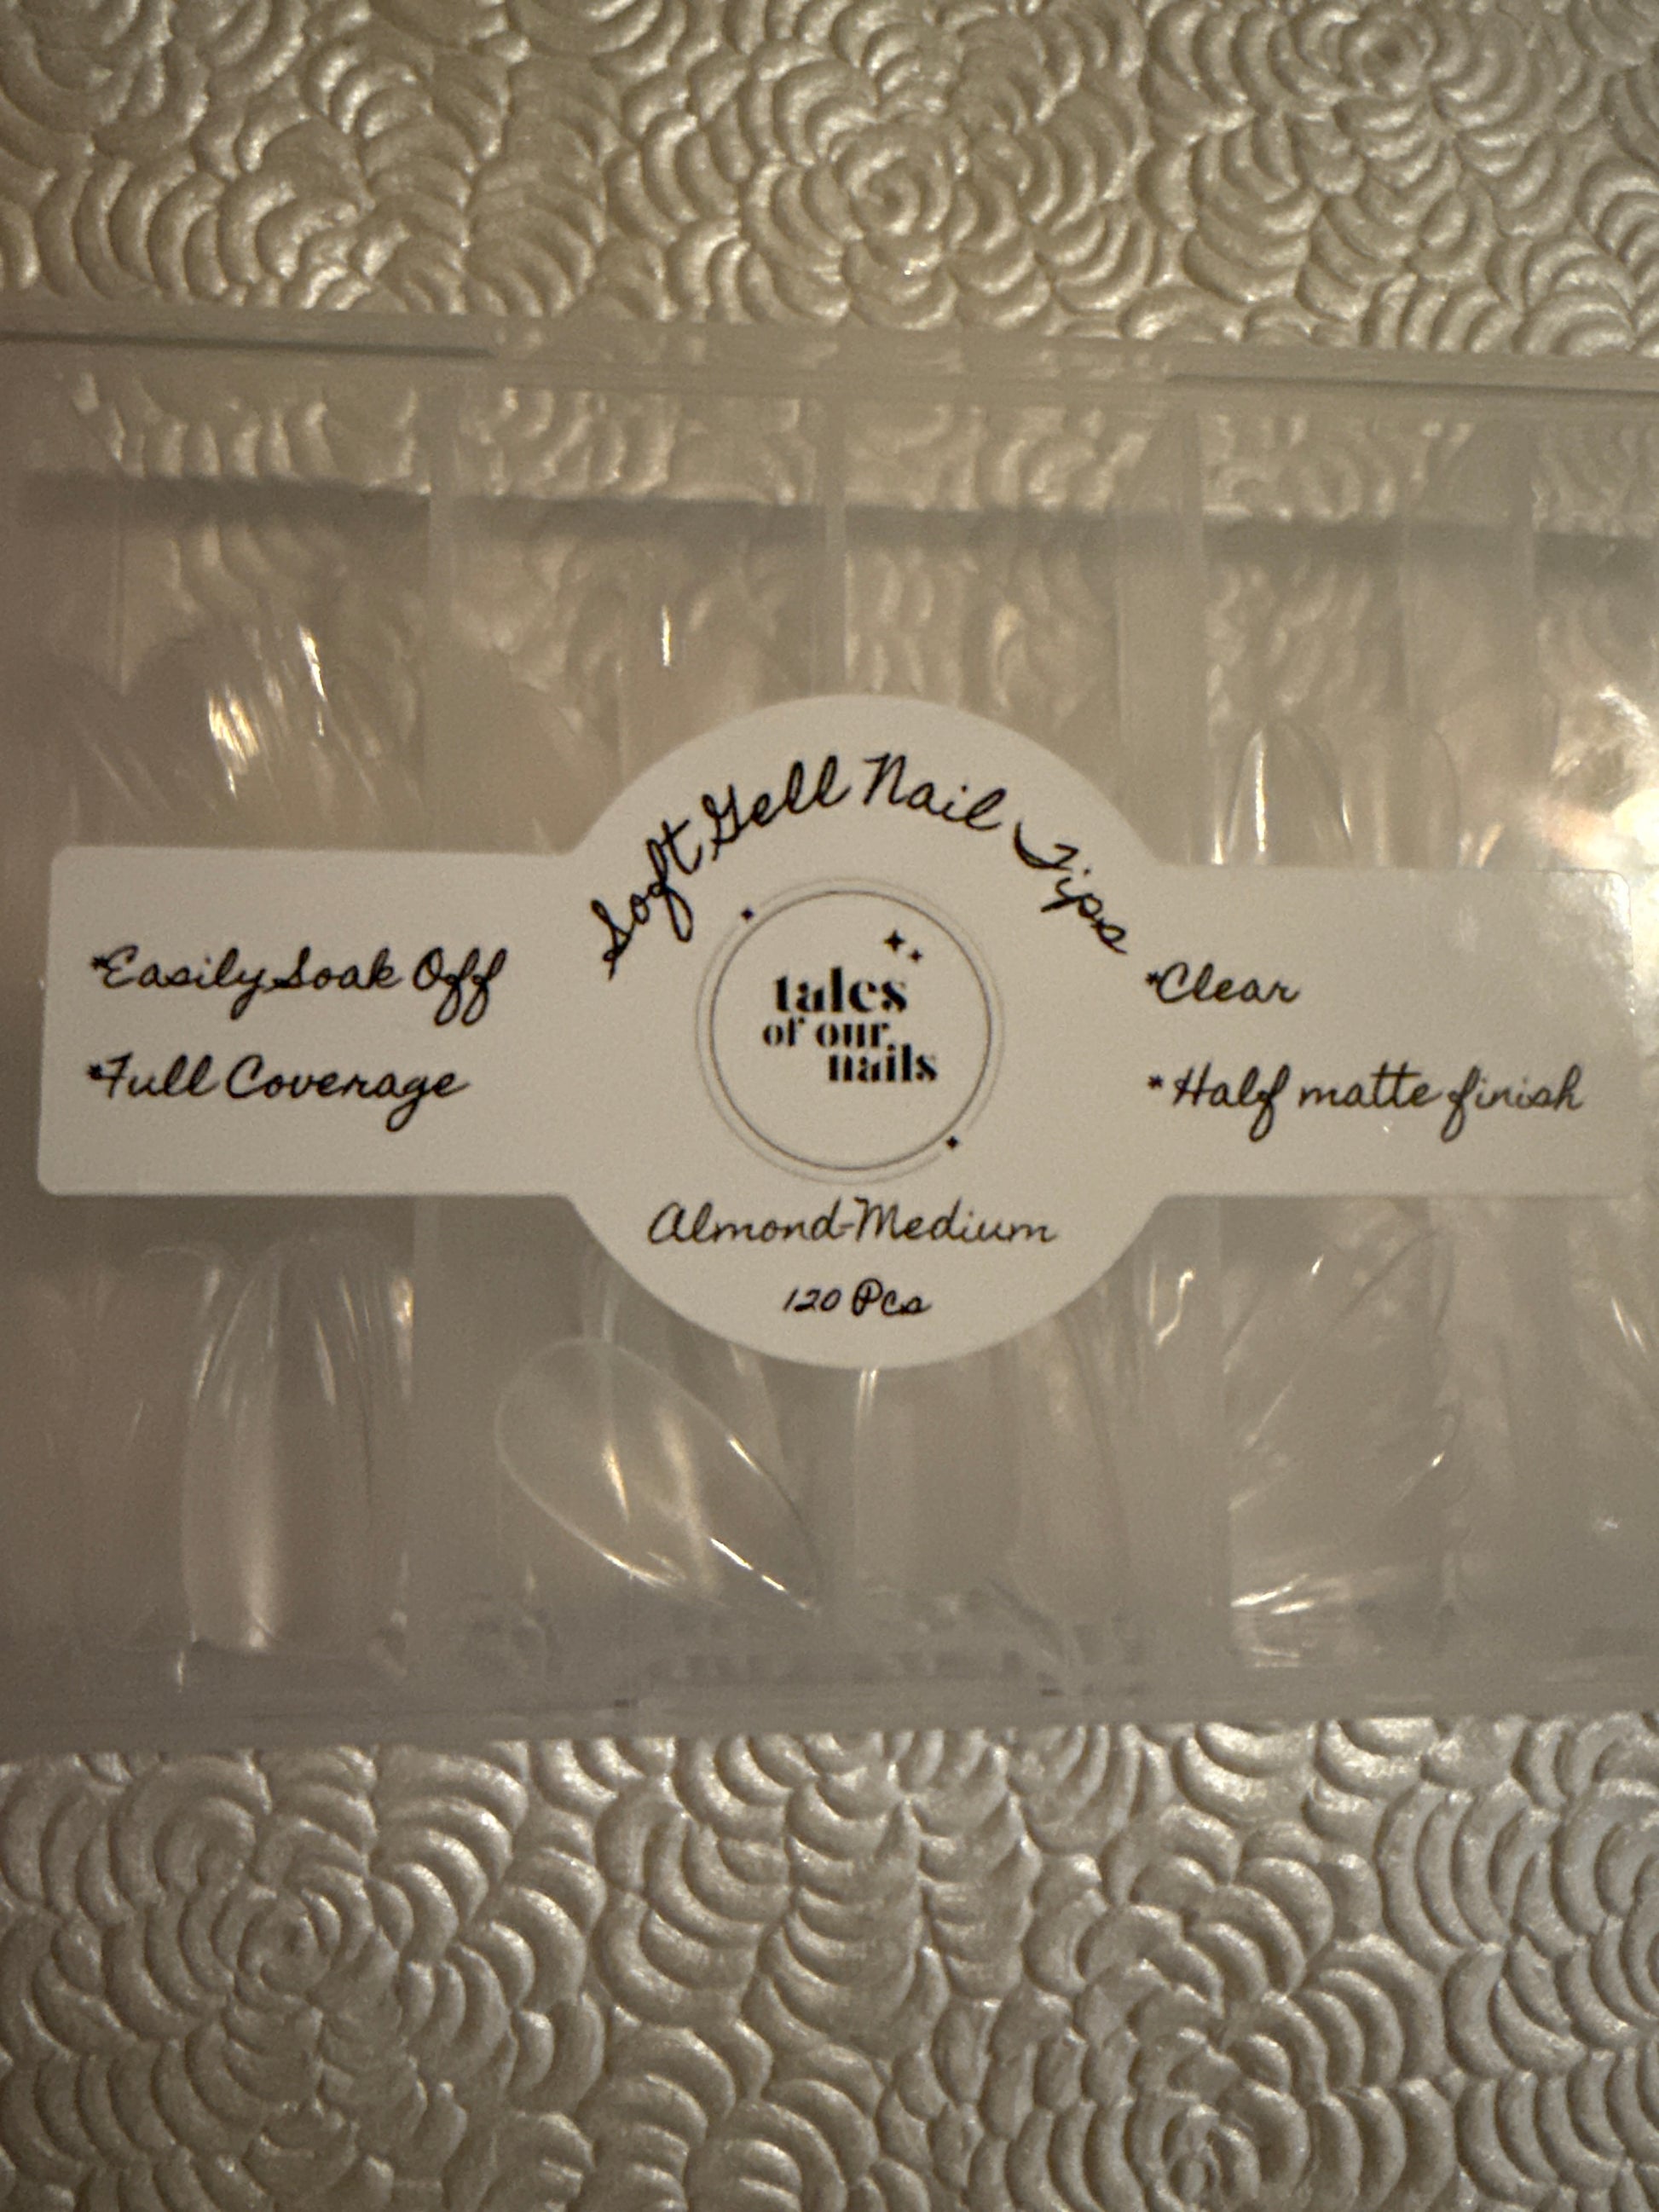 Soft Gell Nail Tips
*Easily Soak Off
*Full Coverage
tales
of our
nails
*Clear
*Half matte finish
Almond-Medium
120 Pcs